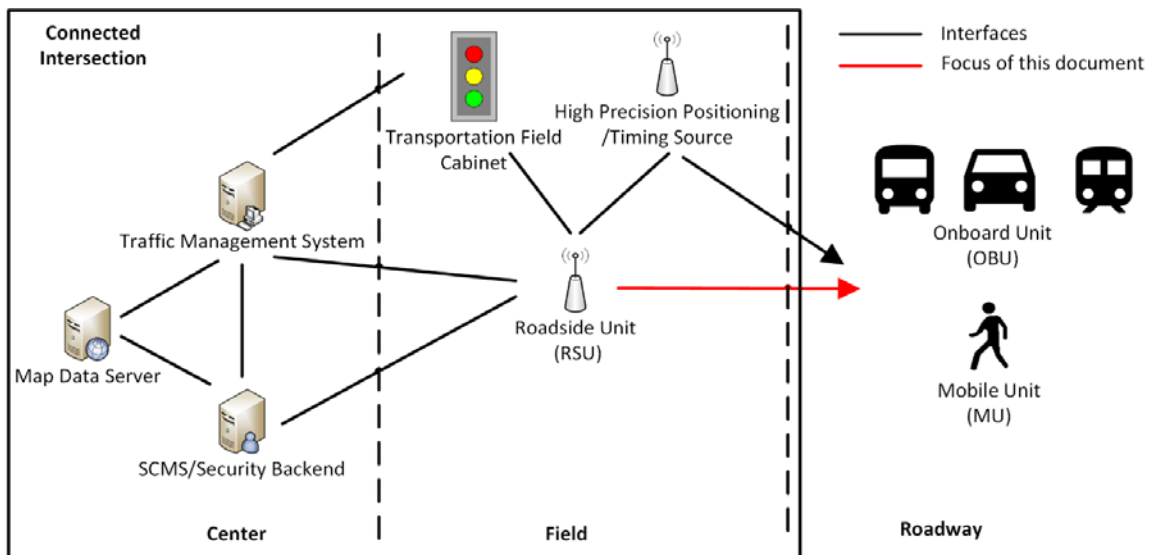 Connected
Intersection
Interfaces
Focus of this document
High Precision Positioning
/Timing Source
Transportation Field
Cabinet
Traffic Management System
Onboard Unit
(OBU)
Roadside Unit
(RSU)
Map Data Server
Mobile Unit
(MU)
SCMS/Security Backend
Center
Field
Roadway